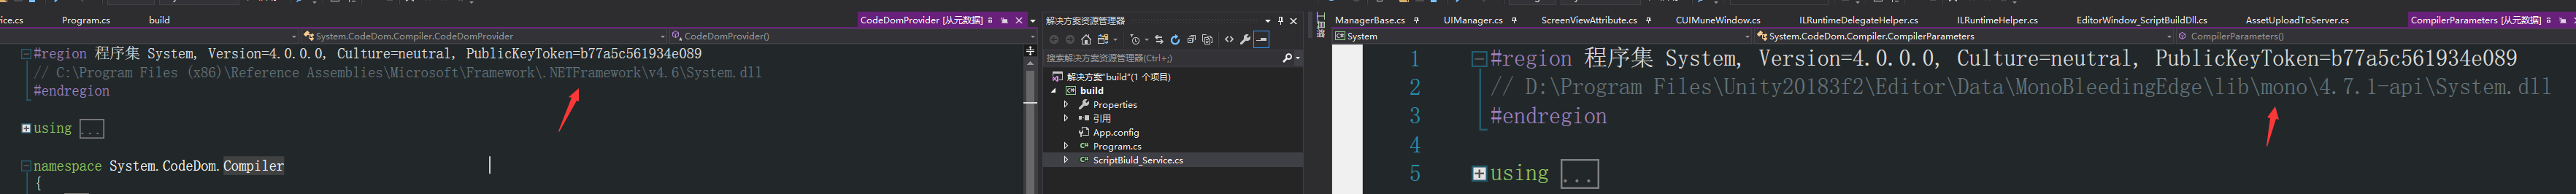 vice.cs Program.cs build CodeDomProvider [从元数据]
System.CodeDom.Compiler.CodeDomProvider CodeDomProvider()
#region 程序集 System, Version=4.0.0.0, Culture=neutral, PublicKeyToken=b77a5c561934e089
// C:\Program Files (x86)\Reference Assemblies\Microsoft\Framework\.NETFramework\v4.6\System.dll
#endregion
using ...
namespace System.CodeDom.Compiler
{
解决方案资源管理器
搜索解决方案资源管理器(Ctrl+;)
解决方案"build"(1 个项目)
build
Properties
引用
App.config
Program.cs
ScriptBiuld_Service.cs
工具箱
ManagerBase.cs UIManager.cs ScreenViewAttribute.cs CUIMuneWindow.cs ILRuntimeDelegateHelper.cs ILRuntimeHelper.cs EditorWindow_ScriptBuildDll.cs AssetUploadToServer.cs CompilerParameters [从元数据]
System System.CodeDom.Compiler.CompilerParameters CompilerParameters()
1 #region 程序集 System, Version=4.0.0.0, Culture=neutral, PublicKeyToken=b77a5c561934e089
2 // D:\Program Files\Unity20183f2\Editor\Data\MonoBleedingEdge\lib\mono\4.7.1-api\System.dll
3 #endregion
4
5 using ...